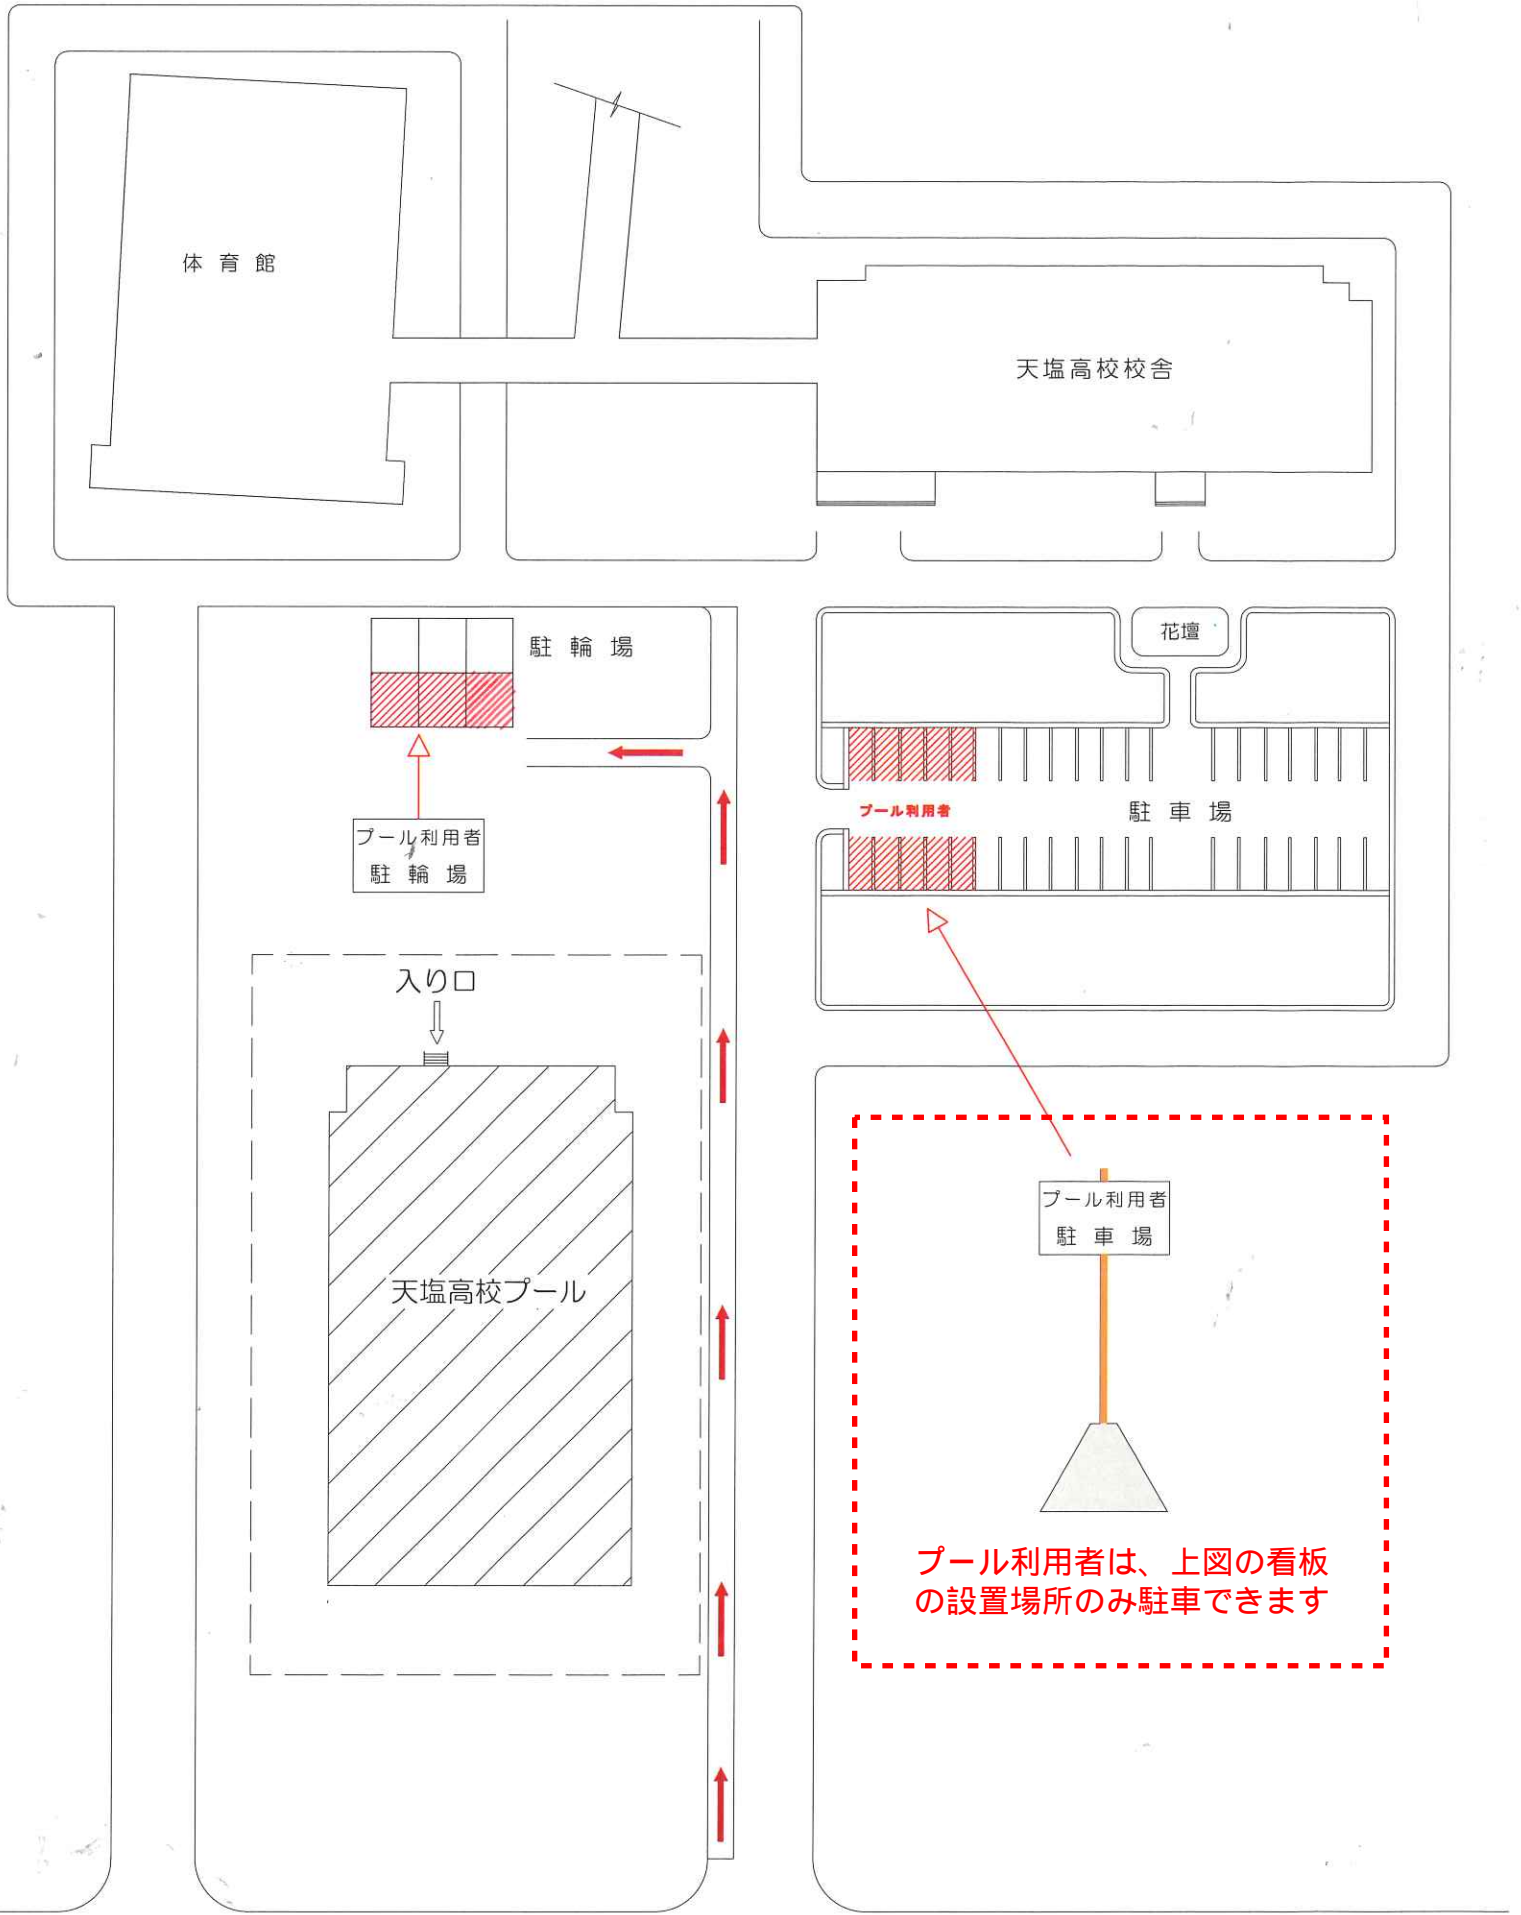 体育館
天塩高校校舎
駐輪場
花壇
プール利用者
駐車場
プール利用者
駐輪場
入り口
天塩高校プール
プール利用者
駐車場
プール利用者は、上図の看板
の設置場所のみ駐車できます